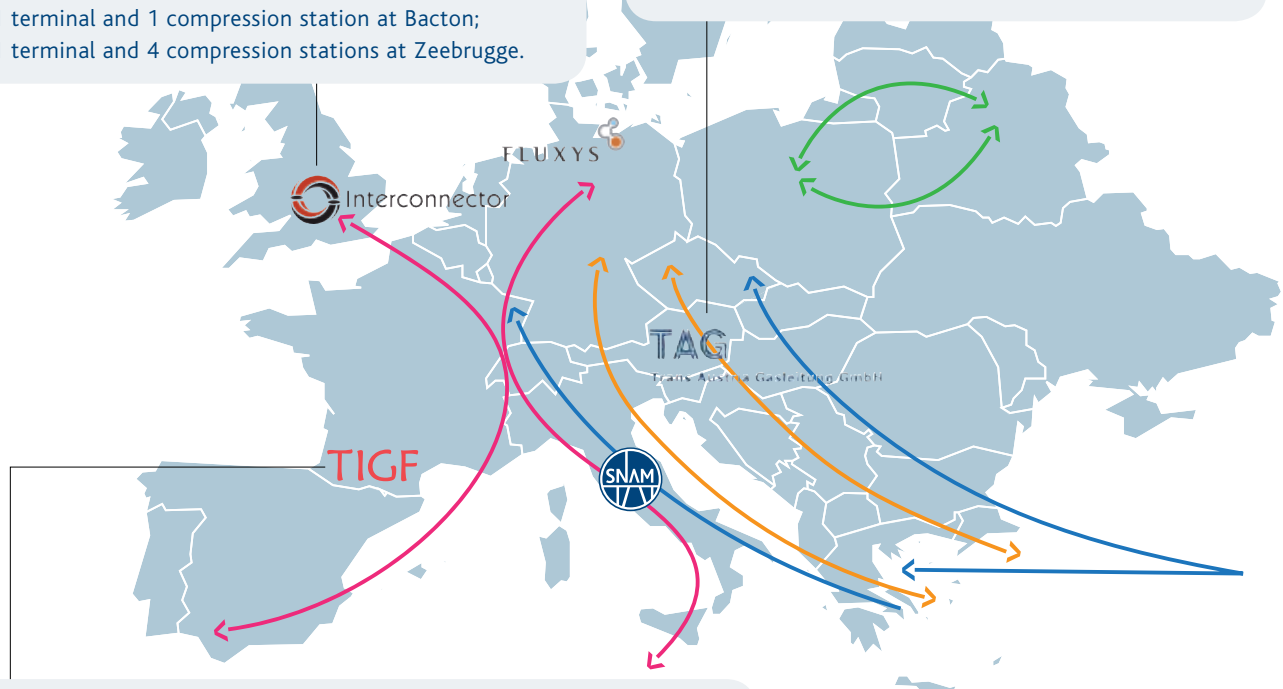 terminal and 1 compression station at Bacton;
terminal and 4 compression stations at Zeebrugge.
FLUXYS
Interconnector
TAG
Trans Austria Gasleitung GmbH
TIGF
SNAM